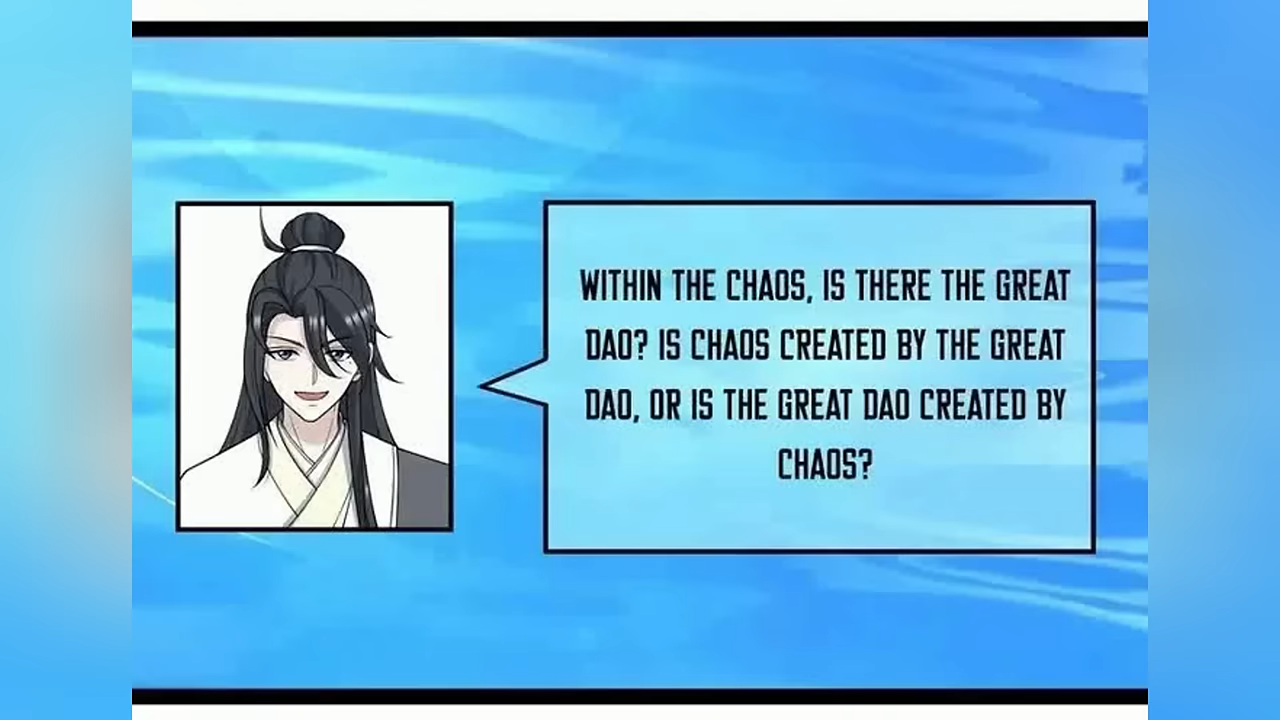 WITHIN THE CHAOS, IS THERE THE GREAT
DAO? IS CHAOS CREATED BY THE GREAT
DAO, OR IS THE GREAT DAO CREATED BY
CHAOS?